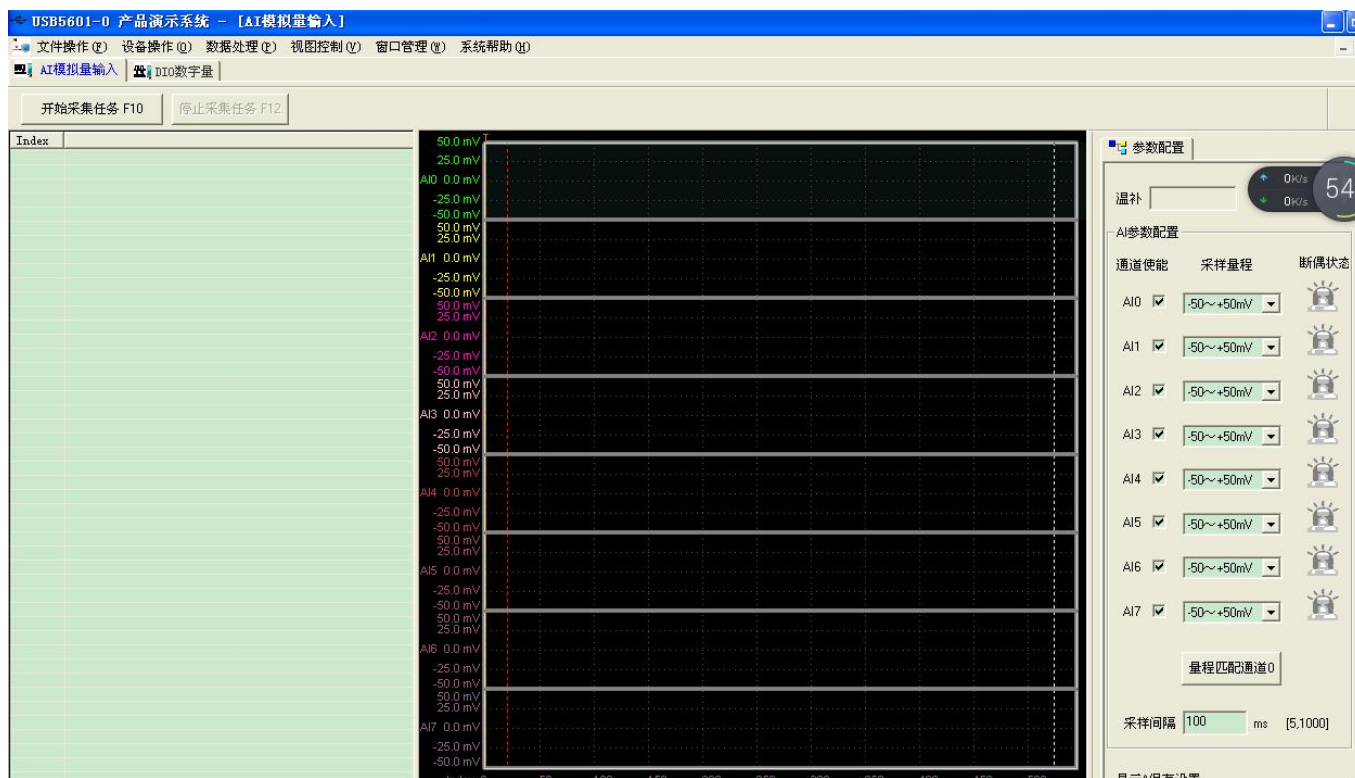 USB5601-0 产品演示系统 - [AI模拟量输入]
文件操作(F) 设备操作(O) 数据处理(P) 视图控制(V) 窗口管理(W) 系统帮助(H)
AI模拟量输入 DIO数字量
开始采集任务 F10 停止采集任务 F12
Index
50.0 mV
25.0 mV
AI0 0.0 mV
-25.0 mV
-50.0 mV
50.0 mV
25.0 mV
AI1 0.0 mV
-25.0 mV
-50.0 mV
50.0 mV
25.0 mV
AI2 0.0 mV
-25.0 mV
-50.0 mV
50.0 mV
25.0 mV
AI3 0.0 mV
-25.0 mV
-50.0 mV
50.0 mV
25.0 mV
AI4 0.0 mV
-25.0 mV
-50.0 mV
50.0 mV
25.0 mV
AI5 0.0 mV
-25.0 mV
-50.0 mV
50.0 mV
25.0 mV
AI6 0.0 mV
-25.0 mV
-50.0 mV
50.0 mV
25.0 mV
AI7 0.0 mV
-25.0 mV
-50.0 mV
参数配置
0K/s
0K/s
54
温补
AI参数配置
通道使能 采样量程 断偶状态
AI0 -50～+50mV
AI1 -50～+50mV
AI2 -50～+50mV
AI3 -50～+50mV
AI4 -50～+50mV
AI5 -50～+50mV
AI6 -50～+50mV
AI7 -50～+50mV
量程匹配通道0
采样间隔 100 ms [5,1000]